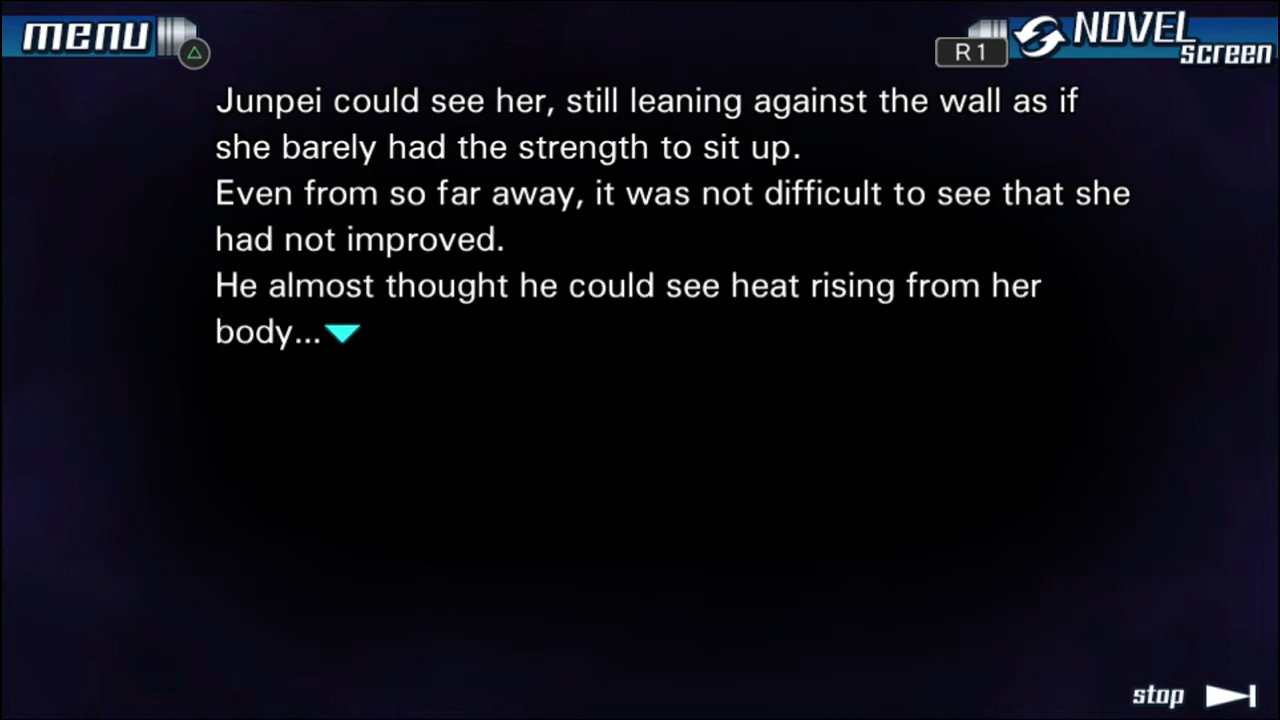 menu
R1
NOVEL
screen
Junpei could see her, still leaning against the wall as if
she barely had the strength to sit up.
Even from so far away, it was not difficult to see that she
had not improved.
He almost thought he could see heat rising from her
body...
stop